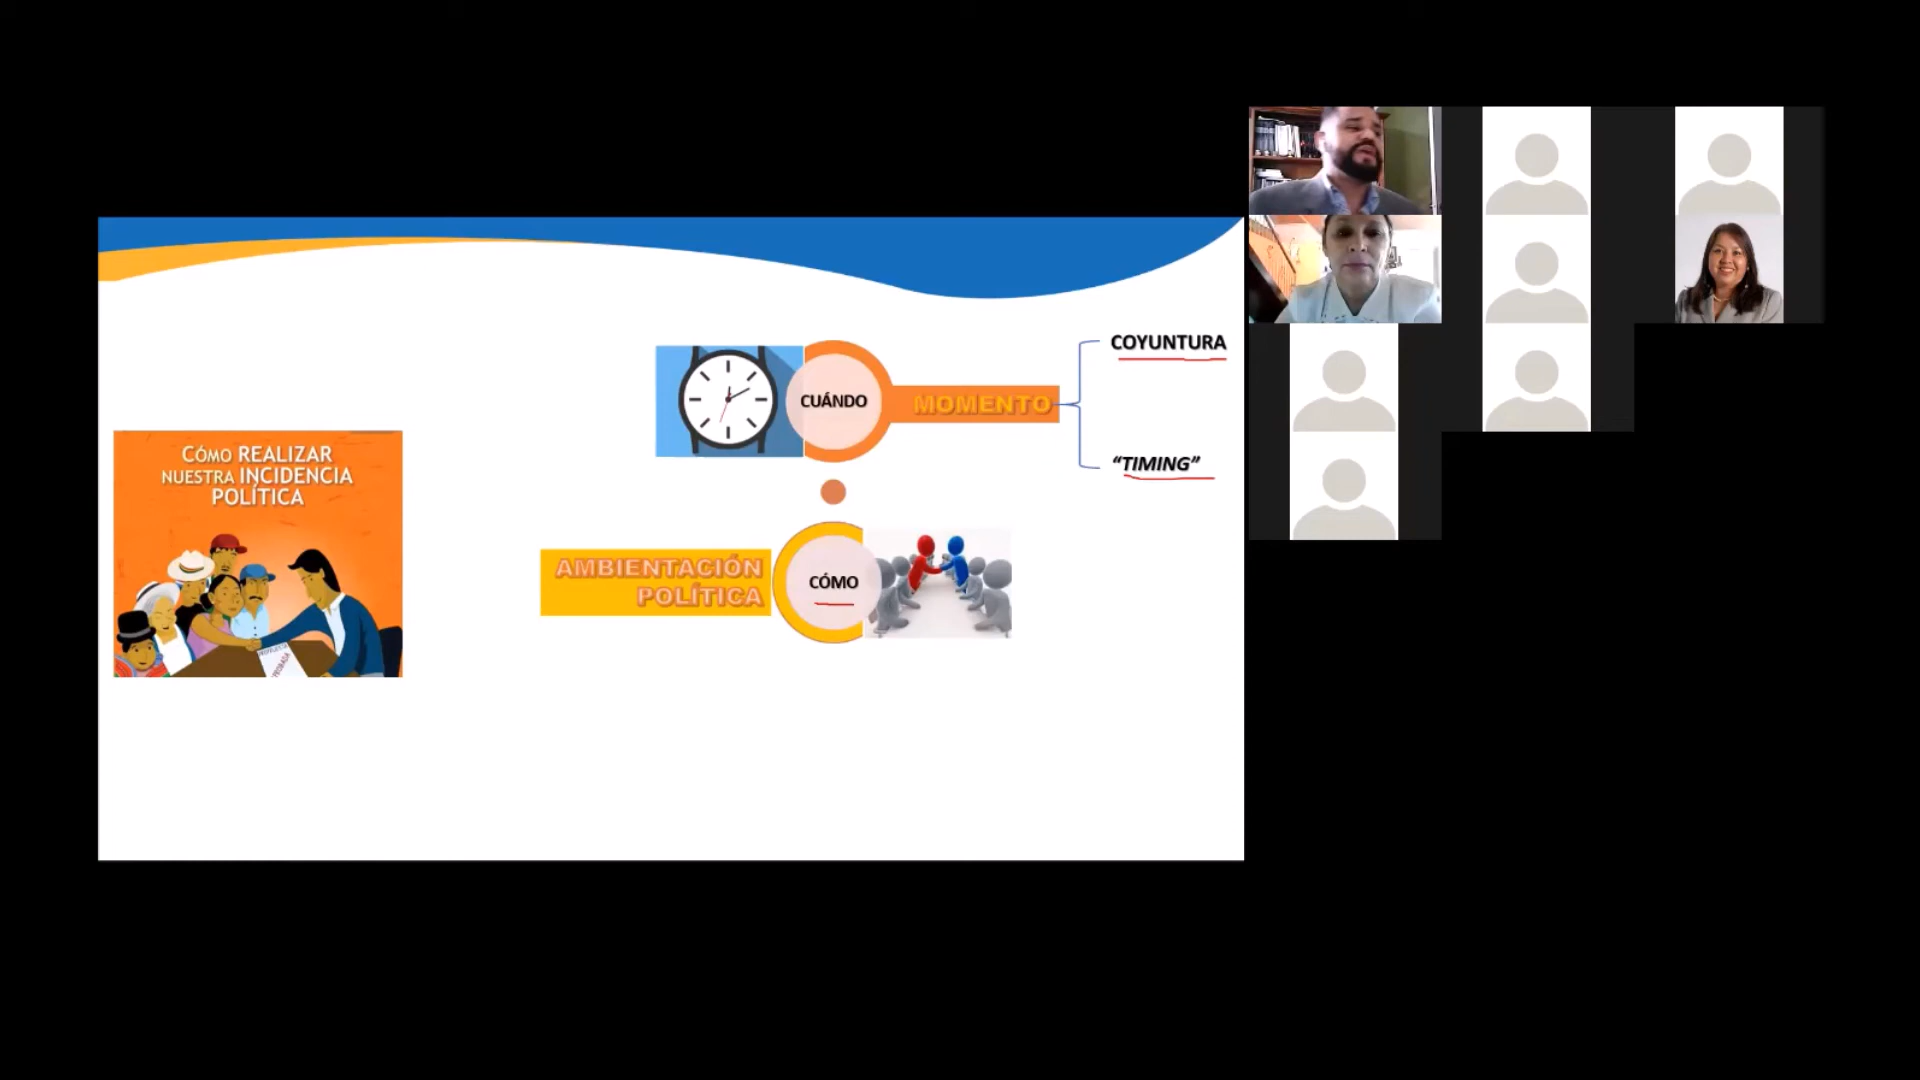 CÓMO REALIZAR
NUESTRA INCIDENCIA
POLÍTICA
CUÁNDO
MOMENTO
COYUNTURA
“TIMING”
AMBIENTACIÓN
POLÍTICA
CÓMO